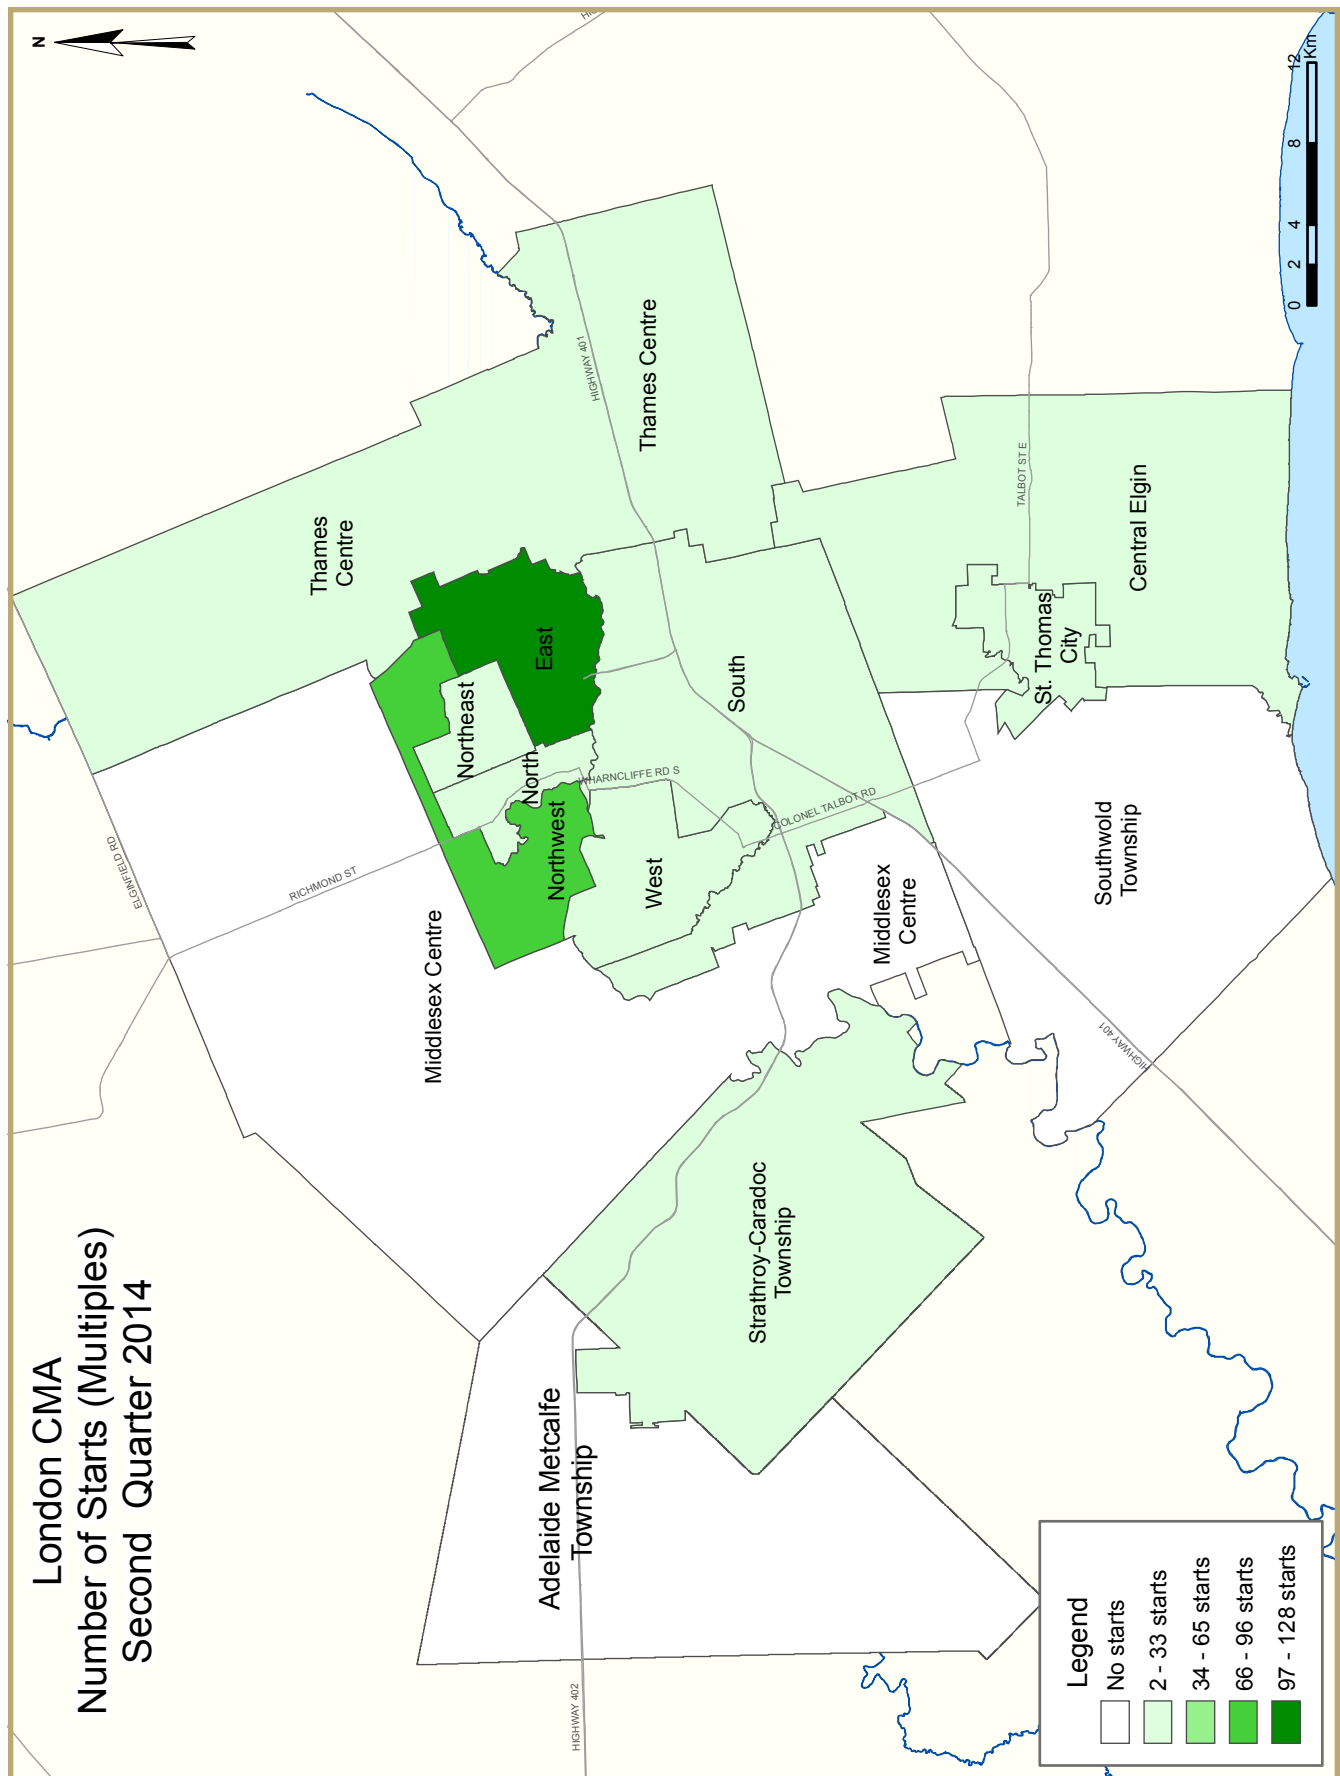 London CMA
Number of Starts (Multiples)
Second Quarter 2014
N
ELGINFIELD RD
RICHMOND ST
Thames
Centre
HIGHWAY 401
Thames Centre
Middlesex Centre
Northeast
North
East
Northwest
West
WHARNCLIFFE RD S
South
COLONEL TALBOT RD
Middlesex
Centre
TALBOT ST E
Central Elgin
St. Thomas
City
Southwold
Township
HIGHWAY 401
Strathroy-Caradoc
Township
Adelaide Metcalfe
Township
HIGHWAY 402
Legend
No starts
2 - 33 starts
34 - 65 starts
66 - 96 starts
97 - 128 starts
0 2 4 8 12
Km